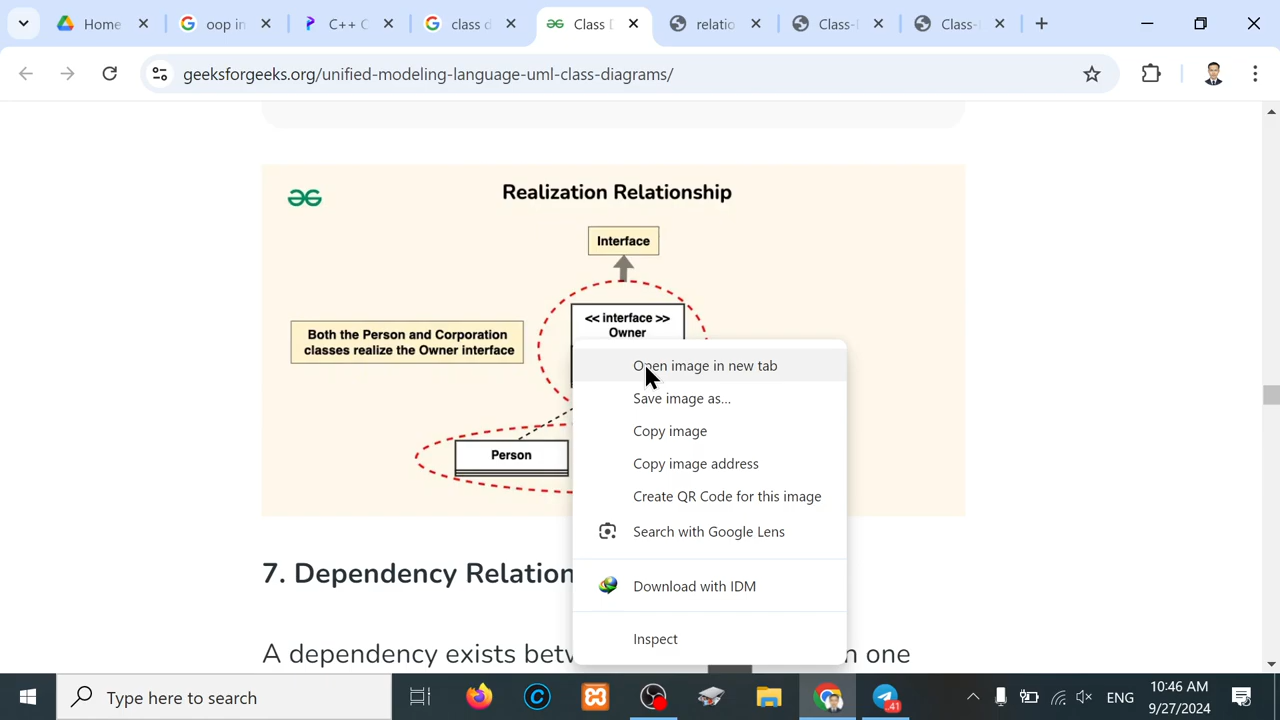 Home
oop in
C++ C
class d
Class D
relatio
Class-
Class-
geeksforgeeks.org/unified-modeling-language-uml-class-diagrams/
Realization Relationship
Interface
<< interface >>
Owner
Both the Person and Corporation
classes realize the Owner interface
Person
Open image in new tab
Save image as...
Copy image
Copy image address
Create QR Code for this image
Search with Google Lens
Download with IDM
Inspect
7. Dependency Relation
A dependency exists betw
n one
Type here to search
41
ENG
10:46 AM
9/27/2024